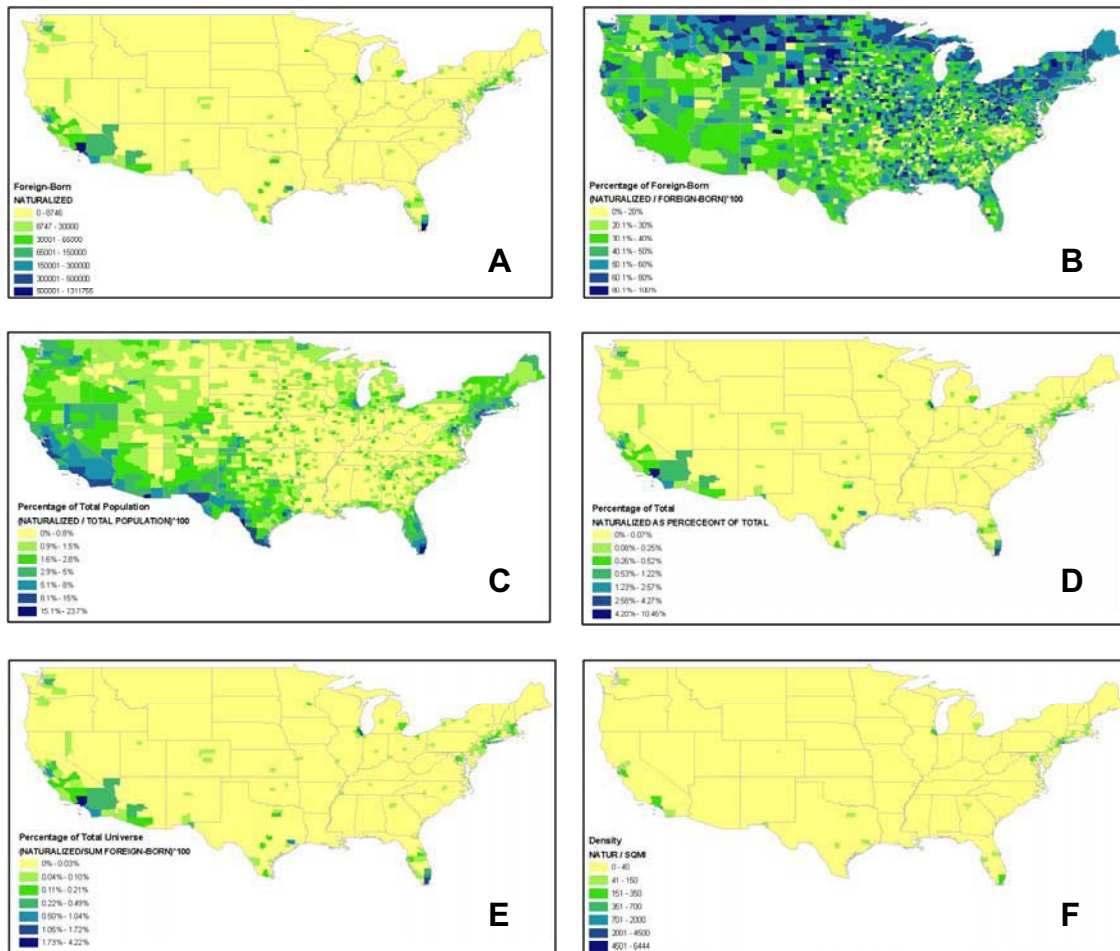 Foreign-Born
NATURALIZED
0 - 8746
8747 - 30000
30001 - 65000
65001 - 150000
150001 - 300000
300001 - 500000
500001 - 1311755
A
Percentage of Foreign-Born
(NATURALIZED / FOREIGN-BORN)*100
0% - 20%
20.1% - 30%
30.1% - 40%
40.1% - 50%
50.1% - 60%
60.1% - 80%
80.1% - 100%
B
Percentage of Total Population
(NATURALIZED / TOTAL POPULATION)*100
0% - 0.8%
0.9% - 1.5%
1.6% - 2.8%
2.9% - 5%
5.1% - 8%
8.1% - 15%
15.1% - 23.7%
C
Percentage of Total
NATURALIZED AS PERCECEONT OF TOTAL
0% - 0.07%
0.08% - 0.25%
0.26% - 0.52%
0.53% - 1.22%
1.23% - 2.57%
2.58% - 4.27%
4.20% - 10.46%
D
Percentage of Total Universe
(NATURALIZED/SUM FOREIGN-BORN)*100
0% - 0.03%
0.04% - 0.10%
0.11% - 0.21%
0.22% - 0.49%
0.50% - 1.04%
1.05% - 1.72%
1.73% - 4.22%
E
Density
NATUR / SQMI
0 - 40
41 - 150
151 - 350
351 - 700
701 - 2000
2001 - 4500
4501 - 6444
F